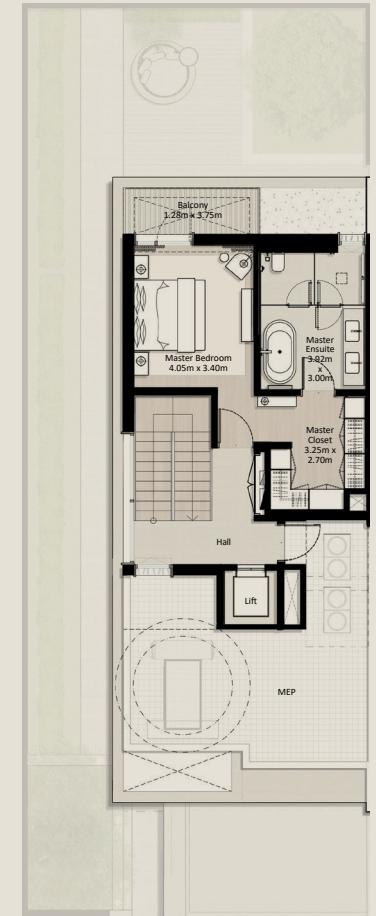 Balcony
1.28m x 3.75m
Master Bedroom
4.05m x 3.40m
Master
Ensuite
3.92m
x
3.00m
Master
Closet
3.25m x
2.70m
Hall
Lift
MEP